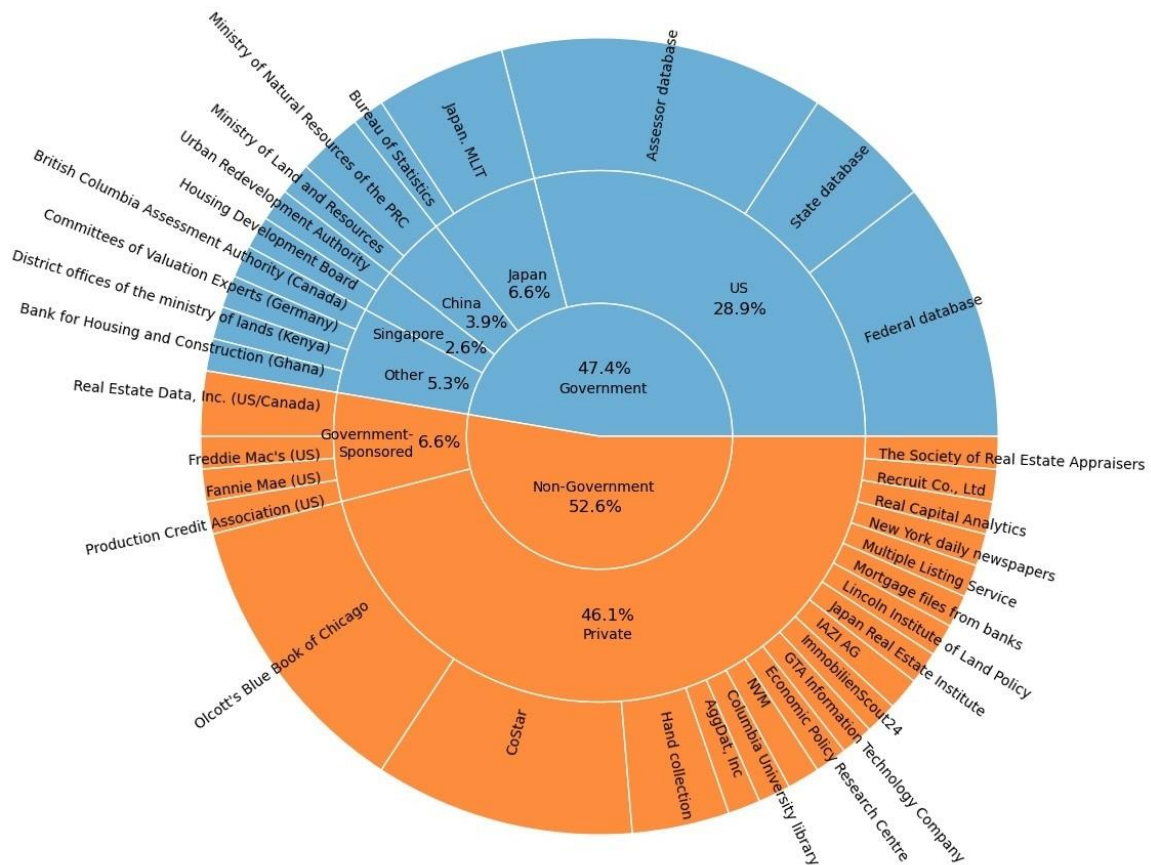 Ministry of Natural Resources of the PRC
Bureau of Statistics
Japan. MLIT
Assessor database
State database
Federal database
Ministry of Land and Resources
Urban Redevelopment Authority
Housing Development Board
British Columbia Assessment Authority (Canada)
Committees of Valuation Experts (Germany)
District offices of the ministry of lands (Kenya)
Bank for Housing and Construction (Ghana)
Japan
6.6%
US
28.9%
China
3.9%
Singapore
2.6%
Other
5.3%
47.4%
Government
Real Estate Data, Inc. (US/Canada)
Freddie Mac's (US)
Fannie Mae (US)
Production Credit Association (US)
Government-
Sponsored
6.6%
Non-Government
52.6%
46.1%
Private
The Society of Real Estate Appraisers
Recruit Co., Ltd
Real Capital Analytics
New York daily newspapers
Multiple Listing Service
Mortgage files from banks
Lincoln Institute of Land Policy
Japan Real Estate Institute
IAZI AG
ImmobilienScout24
GTA Information Technology Company
Economic Policy Research Centre
NVM
Columbia University library
AggDat, Inc
Hand collection
CoStar
Olcott's Blue Book of Chicago